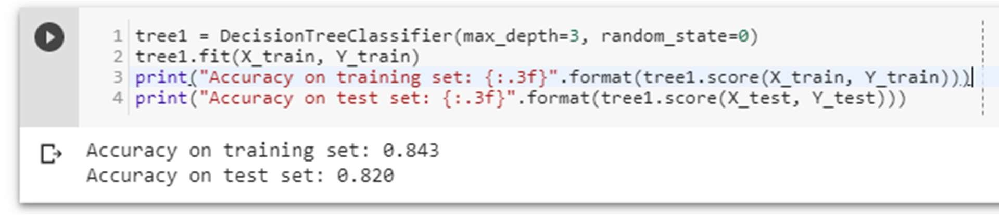 1 tree1 = DecisionTreeClassifier(max_depth=3, random_state=0)
2 tree1.fit(X_train, Y_train)
3 print("Accuracy on training set: {:.3f}".format(tree1.score(X_train, Y_train)))
4 print("Accuracy on test set: {:.3f}".format(tree1.score(X_test, Y_test)))
Accuracy on training set: 0.843
Accuracy on test set: 0.820